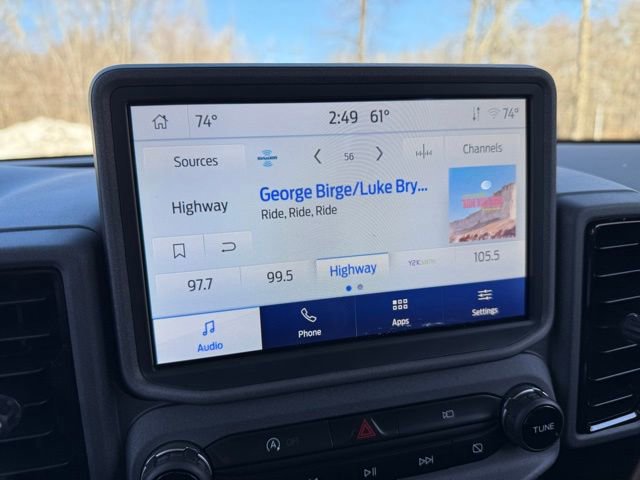 74°
2:49 61°
74°
Sources
56
Channels
Highway
George Birge/Luke Bry...
Ride, Ride, Ride
97.7
99.5
Highway
105.5
Audio
Phone
Apps
Settings
OFF
TUNE